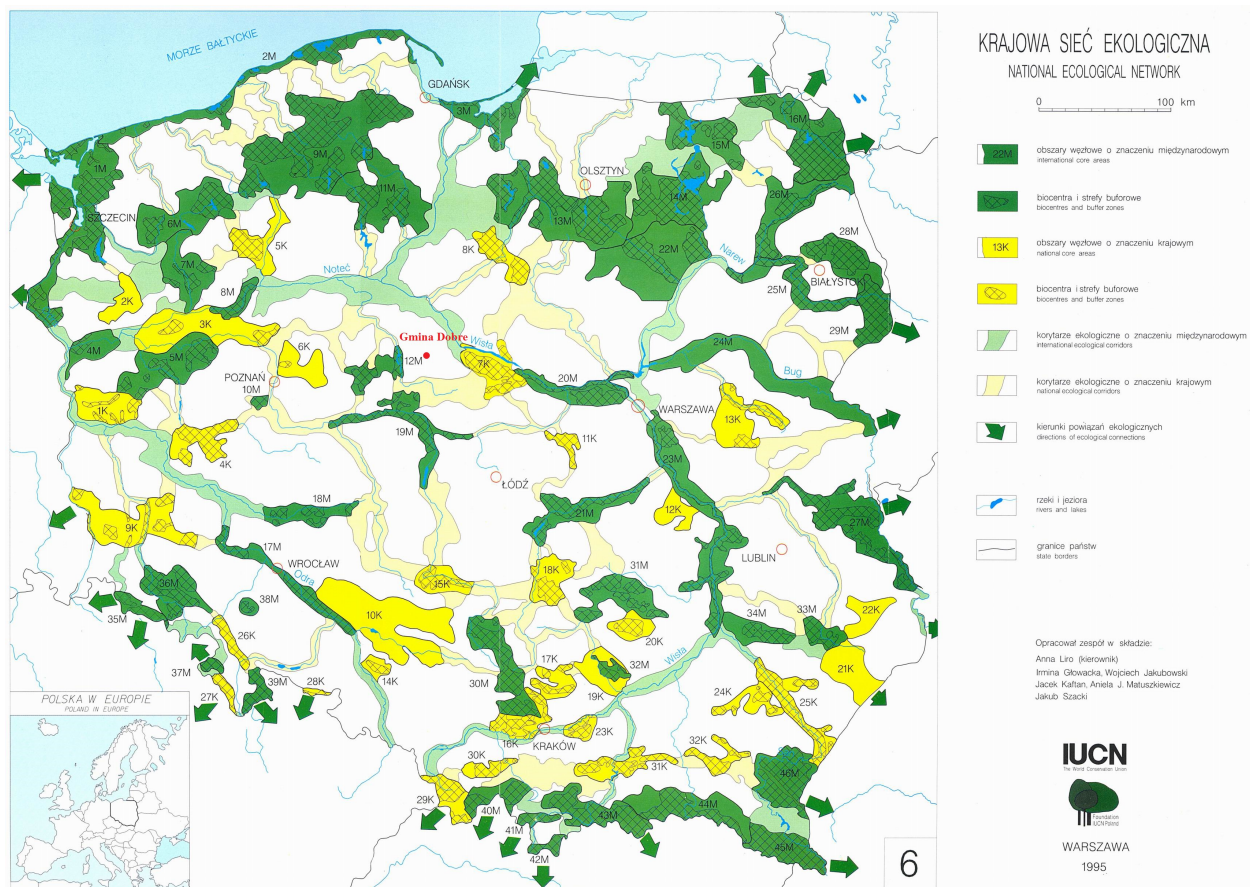 KRAJOWA SIEĆ EKOLOGICZNA
NATIONAL ECOLOGICAL NETWORK
0 100 km
22M
obszary węzłowe o znaczeniu międzynarodowym
international core areas
biocentra i strefy buforowe
biocentres and buffer zones
13K
obszary węzłowe o znaczeniu krajowym
national core areas
biocentra i strefy buforowe
biocentres and buffer zones
korytarze ekologiczne o znaczeniu międzynarodowym
international ecological corridors
korytarze ekologiczne o znaczeniu krajowym
national ecological corridors
kierunki powiązań ekologicznych
directions of ecological connections
rzeki i jeziora
rivers and lakes
granice państw
state borders
Opracował zespół w składzie:
Anna Liro (kierownik)
Irmina Głowacka, Wojciech Jakubowski
Jacek Kaftan, Aniela J. Matuszkiewicz
Jakub Szacki
IUCN
The World Conservation Union
Foundation
IUCN Poland
WARSZAWA
1995
MORZE BAŁTYCKIE
2M
GDAŃSK
3M
16M
15M
1M
9M
OLSZTYN
11M
14M
26M
SZCZECIN
6M
13M
28M
5K
8K
22M
Narew
7M
Noteć
BIAŁYSTOK
8M
25M
2K
3K
29M
Gmina Dobre
Wisła
4M
6K
24M
5M
12M
7K
Bug
POZNAŃ
10M
20M
1K
WARSZAWA
13K
19M
11K
4K
23M
ŁÓDŹ
18M
12K
21M
27M
9K
17M
LUBLIN
WROCŁAW
Odra
31M
18K
15K
36M
38M
10K
34M
33M
22K
35M
26K
20K
Wisła
37M
17K
32M
21K
39M
28K
14K
30M
19K
24K
27K
25K
16K
23K
KRAKÓW
32K
30K
31K
46M
29K
40M
44M
43M
41M
45M
42M
POLSKA W EUROPIE
POLAND IN EUROPE
6